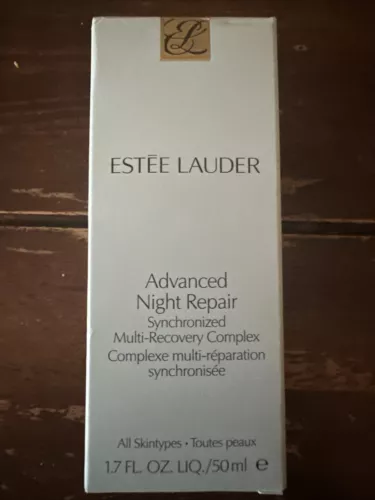 EL
ESTĒE LAUDER
Advanced
Night Repair
Synchronized
Multi-Recovery Complex
Complexe multi-réparation
synchronisée
All Skintypes • Toutes peaux
1.7 FL. OZ. LIQ./50 ml ℮